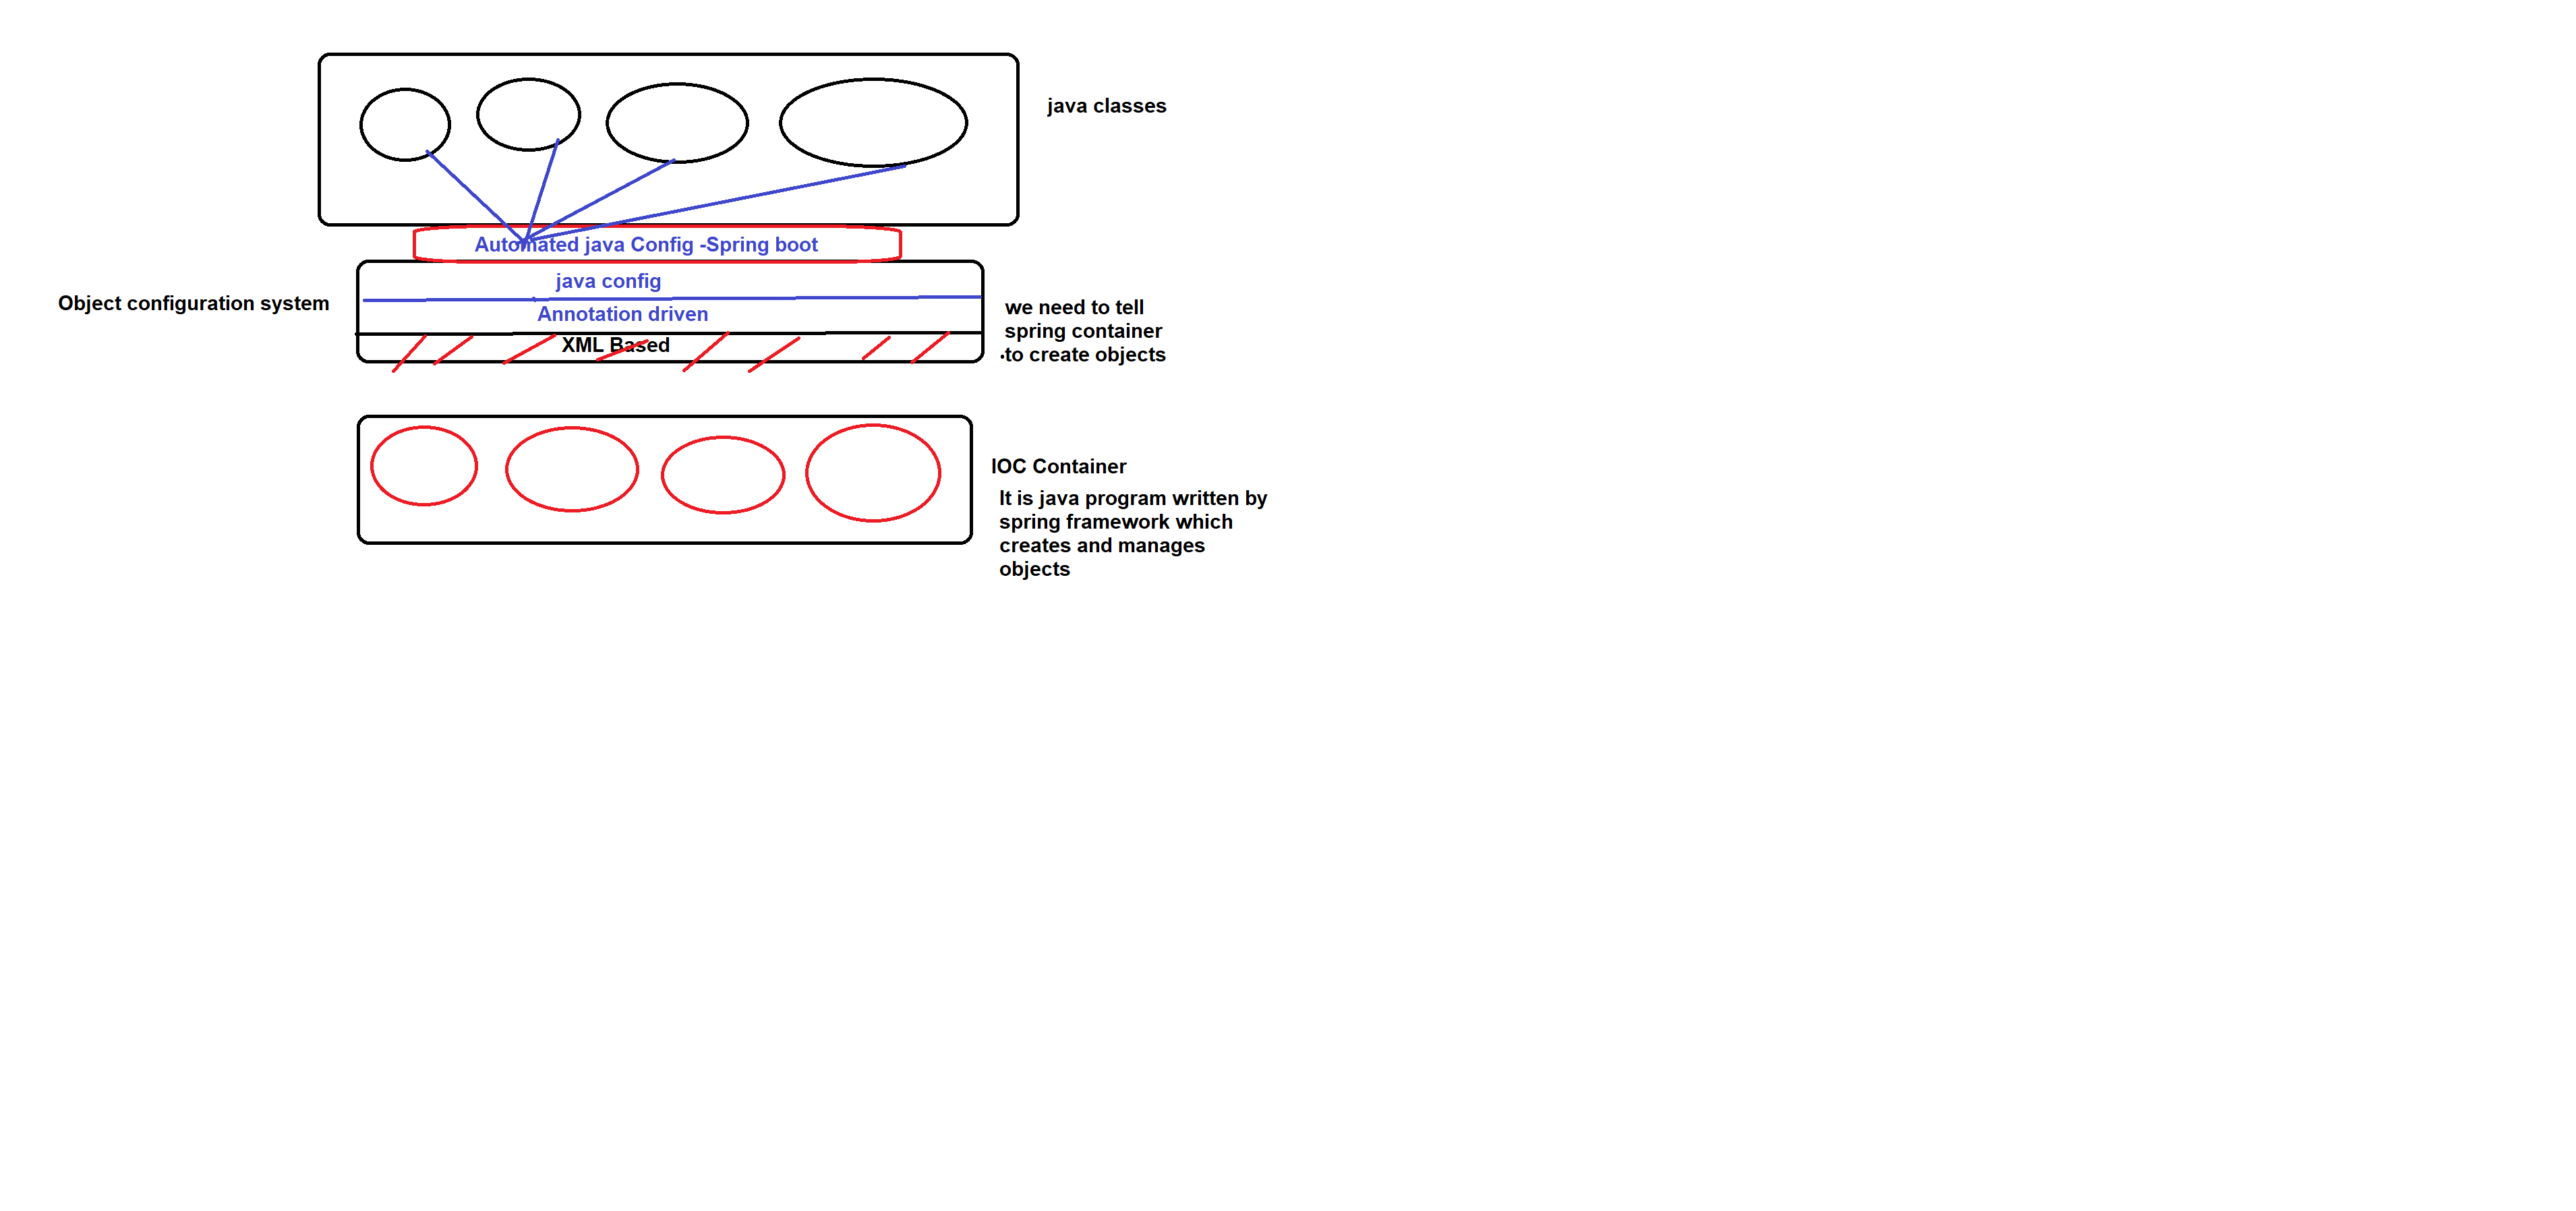 java classes
Automated java Config -Spring boot
java config
Object configuration system
Annotation driven
XML Based
we need to tell
spring container
.to create objects
IOC Container
It is java program written by
spring framework which
creates and manages
objects